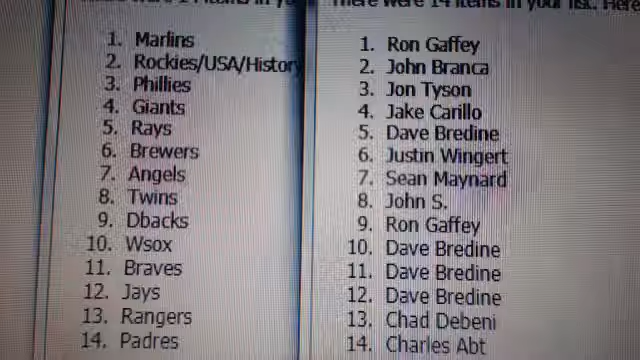 There were 14 items in your list. Here
1. Marlins
2. Rockies/USA/History
3. Phillies
4. Giants
5. Rays
6. Brewers
7. Angels
8. Twins
9. Dbacks
10. Wsox
11. Braves
12. Jays
13. Rangers
14. Padres
1. Ron Gaffey
2. John Branca
3. Jon Tyson
4. Jake Carillo
5. Dave Bredine
6. Justin Wingert
7. Sean Maynard
8. John S.
9. Ron Gaffey
10. Dave Bredine
11. Dave Bredine
12. Dave Bredine
13. Chad Debeni
14. Charles Abt